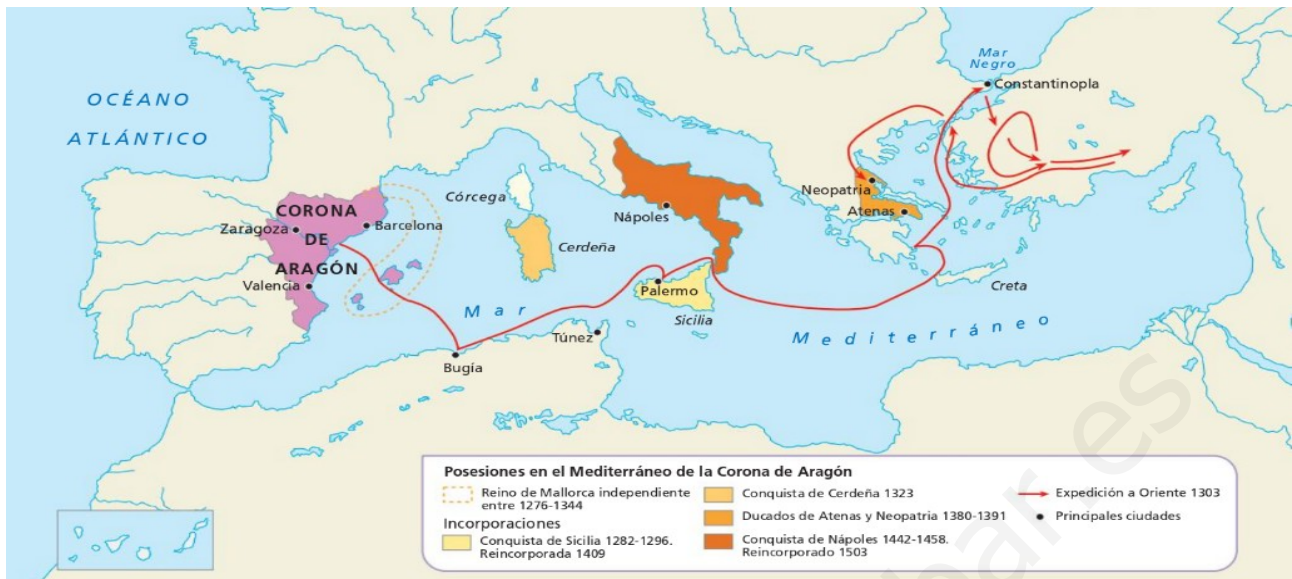 Mar
Negro
Constantinopla
OCÉANO
ATLÁNTICO
Neopatria
Córcega
CORONA
Nápoles
Atenas
Zaragoza
Barcelona
DE
Cerdeña
ARAGÓN
Valencia
Palermo
Creta
Mar
Sicilia
Mediterráneo
Túnez
Bugía
Posesiones en el Mediterráneo de la Corona de Aragón
Reino de Mallorca independiente
entre 1276-1344
Incorporaciones
Conquista de Sicilia 1282-1296.
Reincorporada 1409
Conquista de Cerdeña 1323
Ducados de Atenas y Neopatria 1380-1391
Conquista de Nápoles 1442-1458.
Reincorporado 1503
Expedición a Oriente 1303
Principales ciudades
bar.es